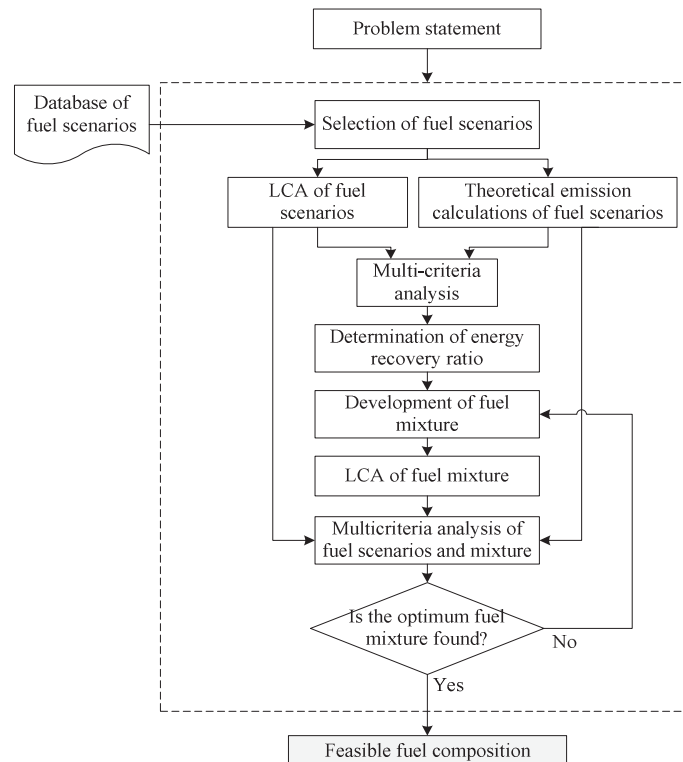 Problem statement
Database of
fuel scenarios
Selection of fuel scenarios
LCA of fuel
scenarios
Theoretical emission
calculations of fuel scenarios
Multi-criteria
analysis
Determination of energy
recovery ratio
Development of fuel
mixture
LCA of fuel mixture
Multicriteria analysis of
fuel scenarios and mixture
Is the optimum fuel
mixture found?
No
Yes
Feasible fuel composition